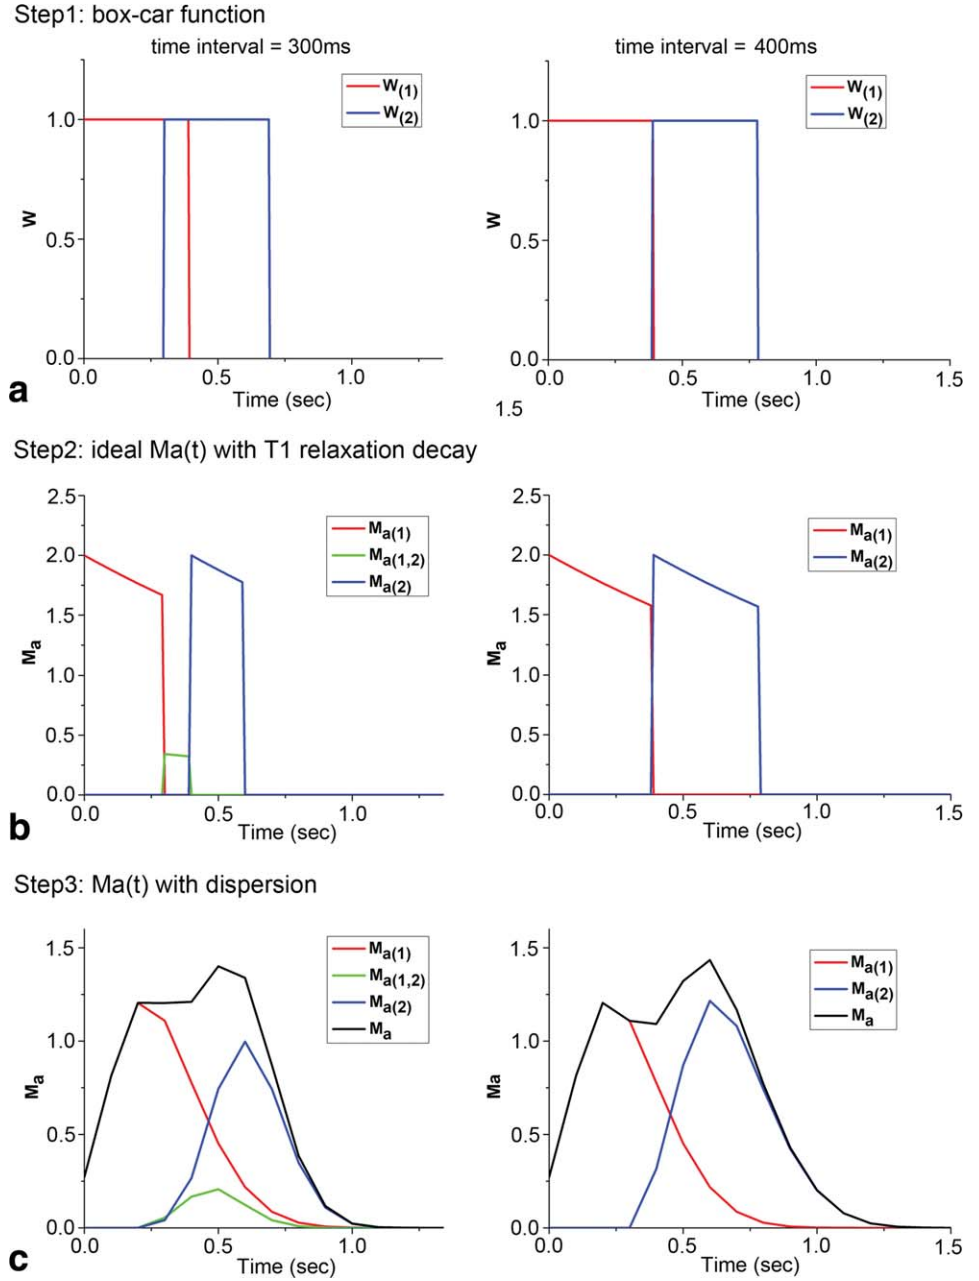 Step1: box-car function
time interval = 300ms
time interval = 400ms
W(1)
W(2)
W(1)
W(2)
1.0
0.5
0.0
W
0.0
0.5
1.0
Time (sec)
1.0
0.5
0.0
W
0.0
0.5
1.0
1.5
Time (sec)
a
1.5
Step2: ideal Ma(t) with T1 relaxation decay
2.5
2.0
1.5
1.0
0.5
0.0
Ma
Ma(1)
Ma(1,2)
Ma(2)
0.0
0.5
1.0
Time (sec)
2.5
2.0
1.5
1.0
0.5
0.0
Ma
Ma(1)
Ma(2)
0.0
0.5
1.0
1.5
Time (sec)
b
Step3: Ma(t) with dispersion
1.5
1.0
0.5
0.0
Ma
Ma(1)
Ma(1,2)
Ma(2)
Ma
0.0
0.5
1.0
Time (sec)
1.5
1.0
0.5
0.0
Ma
Ma(1)
Ma(2)
Ma
0.0
0.5
1.0
1.5
Time (sec)
c